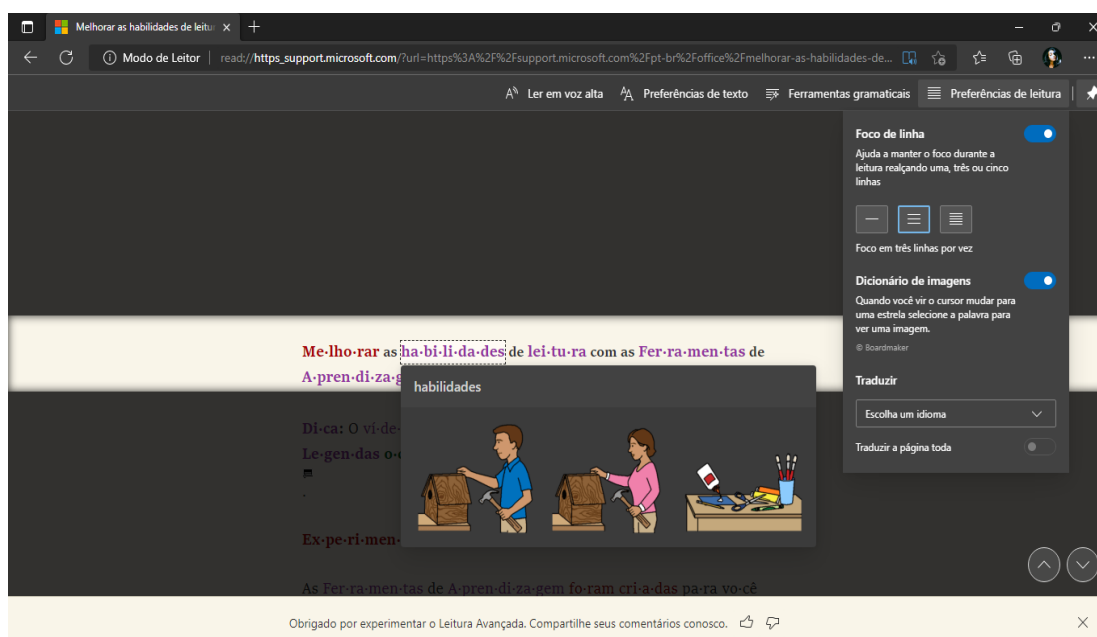 Melhorar as habilidades de leitur
Modo de Leitor | read://https_support.microsoft.com/?url=https%3A%2F%2Fsupport.microsoft.com%2Fpt-br%2Foffice%2Fmelhorar-as-habilidades-de...
Ler em voz alta Preferências de texto Ferramentas gramaticais Preferências de leitura
Foco de linha
Ajuda a manter o foco durante a
leitura realçando uma, três ou cinco
linhas
Foco em três linhas por vez
Dicionário de imagens
Quando você vir o cursor mudar para
uma estrela selecione a palavra para
ver uma imagem.
© Boardmaker
Traduzir
Escolha um idioma
Traduzir a página toda
Me·lho·rar as ha·bi·li·da·des de lei·tu·ra com as Fer·ra·men·tas de
A·pren·di·za·g
habilidades
Di·ca: O ví·de·
Le·gen·das o·c
Ex·pe·ri·men·
As Fer·ra·men·tas de A·pren·di·za·gem fo·ram cri·a·das pa·ra vo·cê
Obrigado por experimentar o Leitura Avançada. Compartilhe seus comentários conosco.